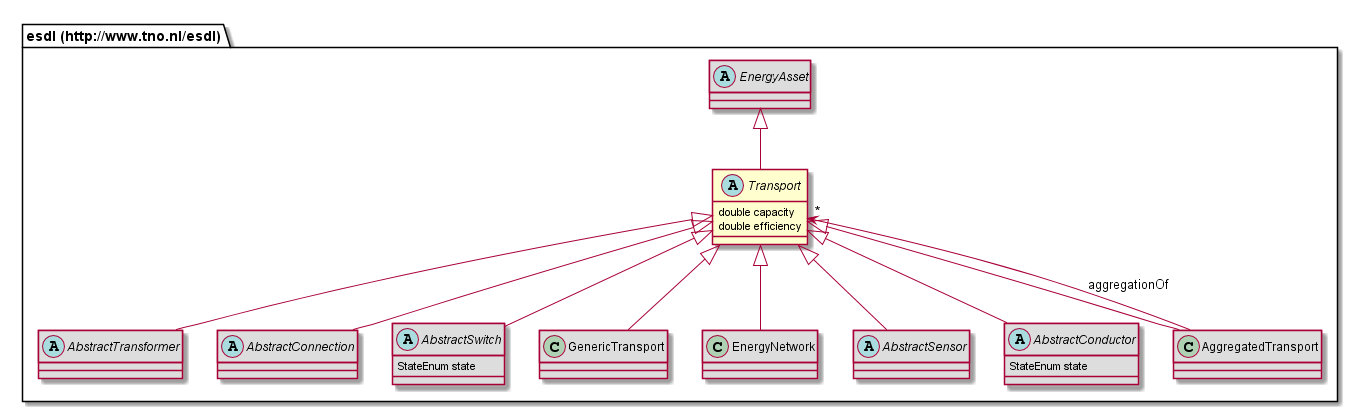 esdl (http://www.tno.nl/esdl)
A EnergyAsset
A Transport
double capacity
double efficiency
*
aggregationOf
A AbstractTransformer
A AbstractConnection
A AbstractSwitch
StateEnum state
C GenericTransport
C EnergyNetwork
A AbstractSensor
A AbstractConductor
StateEnum state
C AggregatedTransport